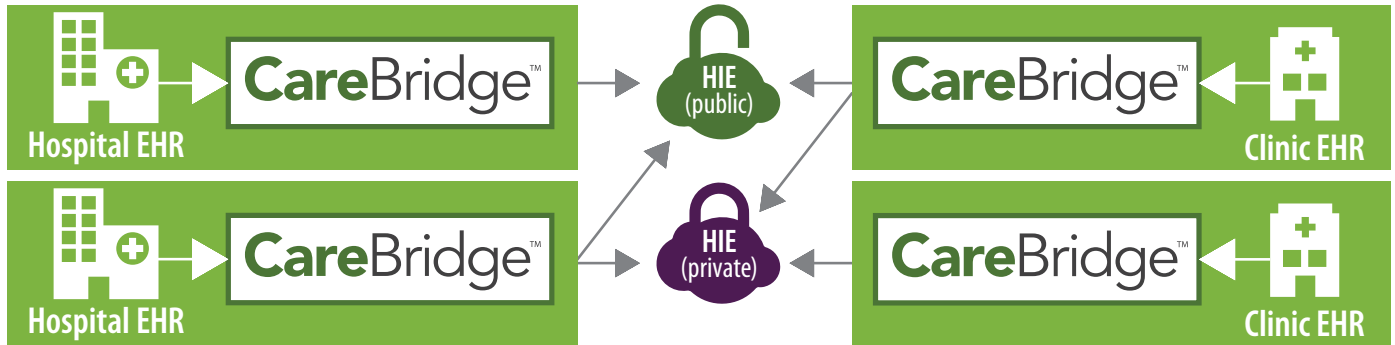 CareBridge™
Hospital EHR
HIE
(public)
CareBridge™
Clinic EHR
CareBridge™
Hospital EHR
HIE
(private)
CareBridge™
Clinic EHR